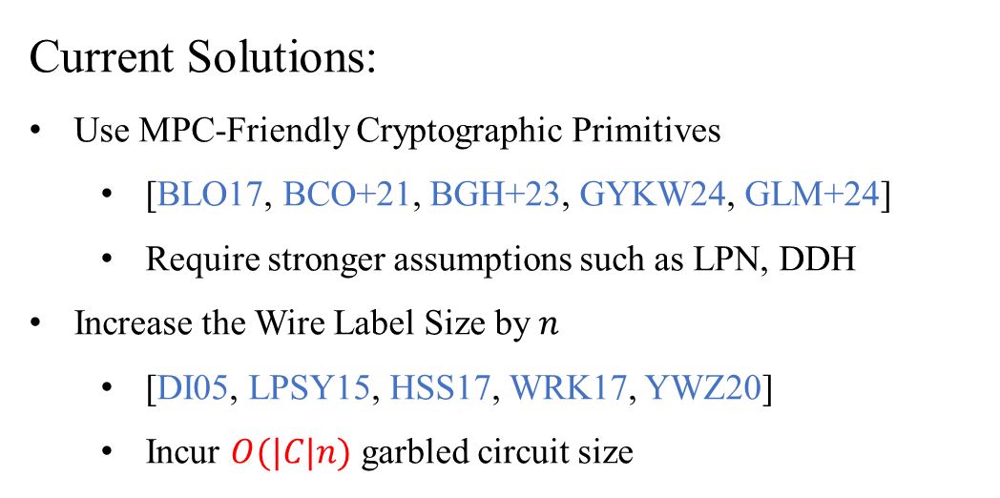 Current Solutions:
• Use MPC-Friendly Cryptographic Primitives
• [BLO17, BCO+21, BGH+23, GYKW24, GLM+24]
• Require stronger assumptions such as LPN, DDH
• Increase the Wire Label Size by 𝑛
• [DI05, LPSY15, HSS17, WRK17, YWZ20]
• Incur 𝑂(|𝐶|𝑛) garbled circuit size